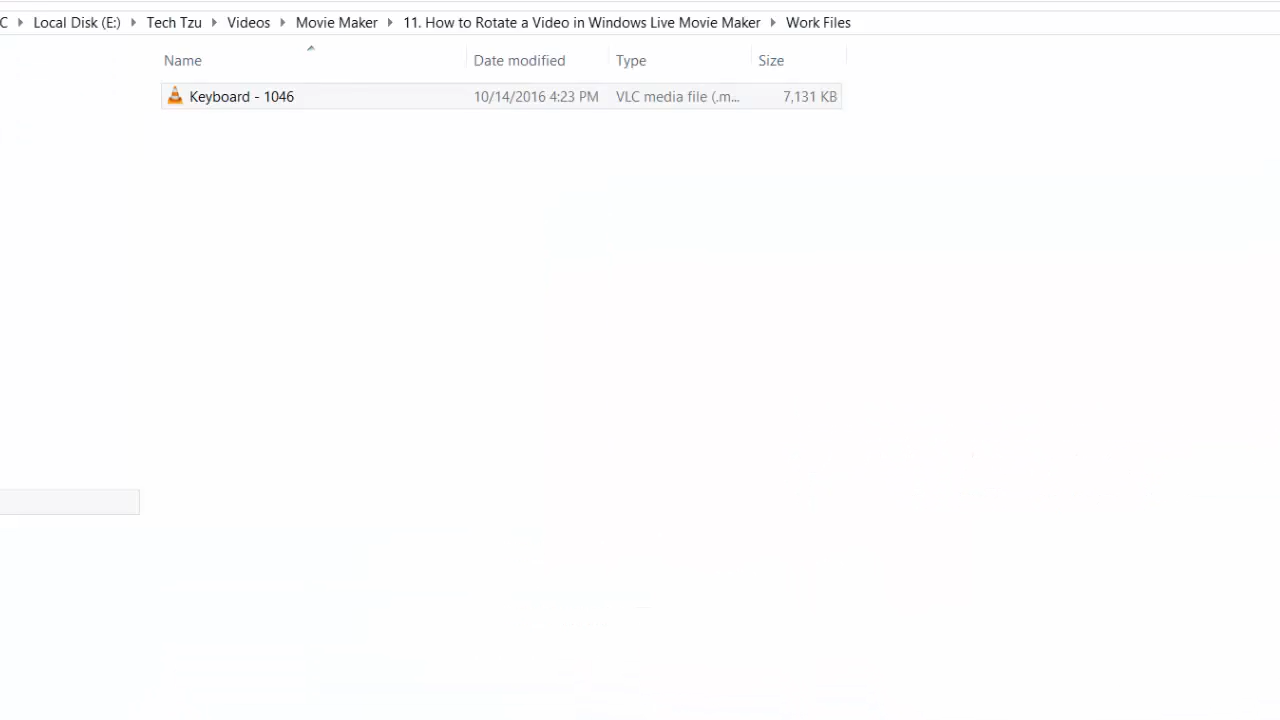 C Local Disk (E:) Tech Tzu Videos Movie Maker 11. How to Rotate a Video in Windows Live Movie Maker Work Files
Name Date modified Type Size
Keyboard - 1046 10/14/2016 4:23 PM VLC media file (.m... 7,131 KB